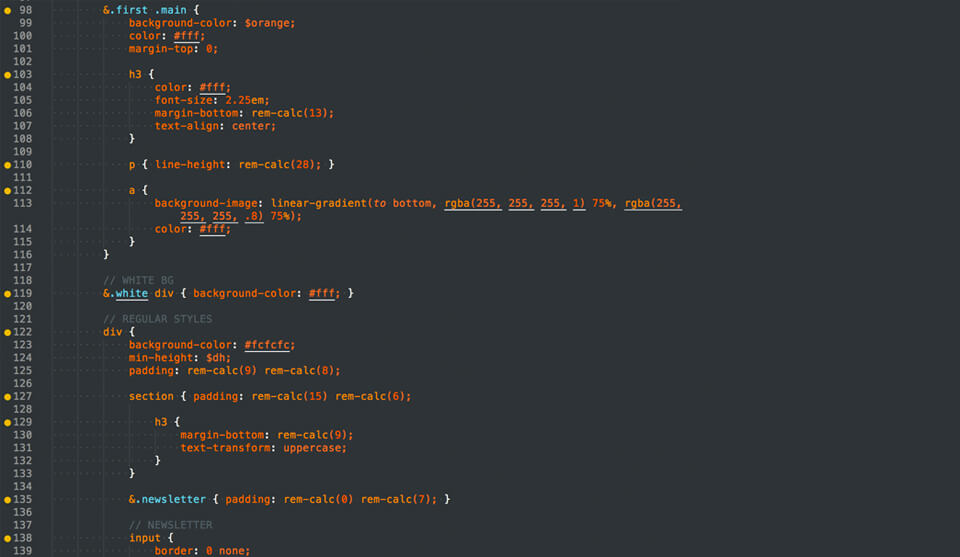 98 &.first .main {
99 background-color: $orange;
100 color: #fff;
101 margin-top: 0;
102
103 h3 {
104 color: #fff;
105 font-size: 2.25em;
106 margin-bottom: rem-calc(13);
107 text-align: center;
108 }
109
110 p { line-height: rem-calc(28); }
111
112 a {
113 background-image: linear-gradient(to bottom, rgba(255, 255, 255, 1) 75%, rgba(255,
255, 255, .8) 75%);
114 color: #fff;
115 }
116 }
117
118 // WHITE BG
119 &.white div { background-color: #fff; }
120
121 // REGULAR STYLES
122 div {
123 background-color: #fcfcfc;
124 min-height: $dh;
125 padding: rem-calc(9) rem-calc(8);
126
127 section { padding: rem-calc(15) rem-calc(6);
128
129 h3 {
130 margin-bottom: rem-calc(9);
131 text-transform: uppercase;
132 }
133 }
134
135 &.newsletter { padding: rem-calc(0) rem-calc(7); }
136
137 // NEWSLETTER
138 input {
139 border: 0 none;